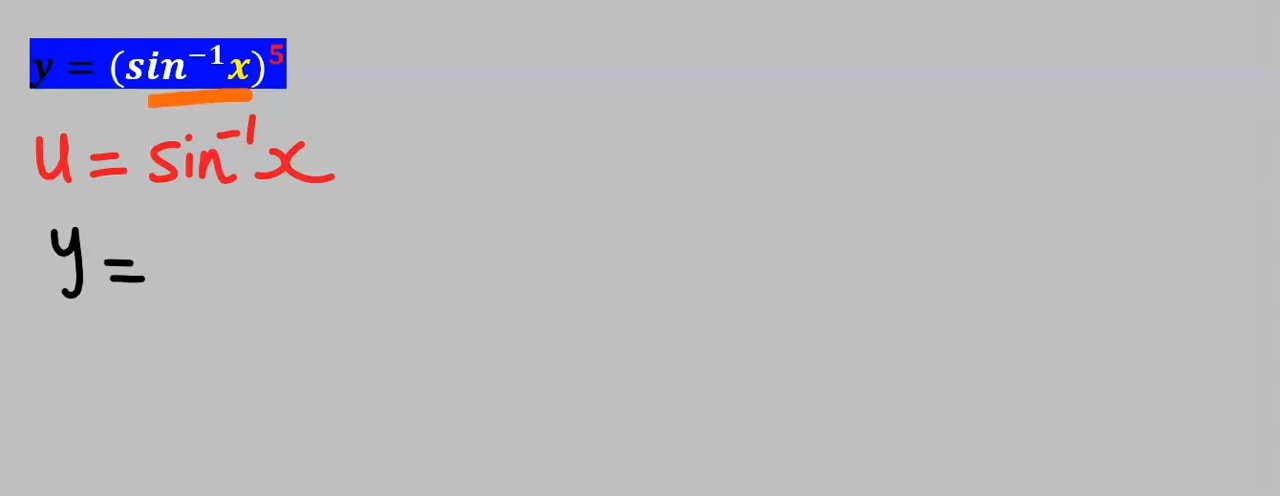 y = (sin⁻¹x)⁵
u = sin⁻¹x
y =